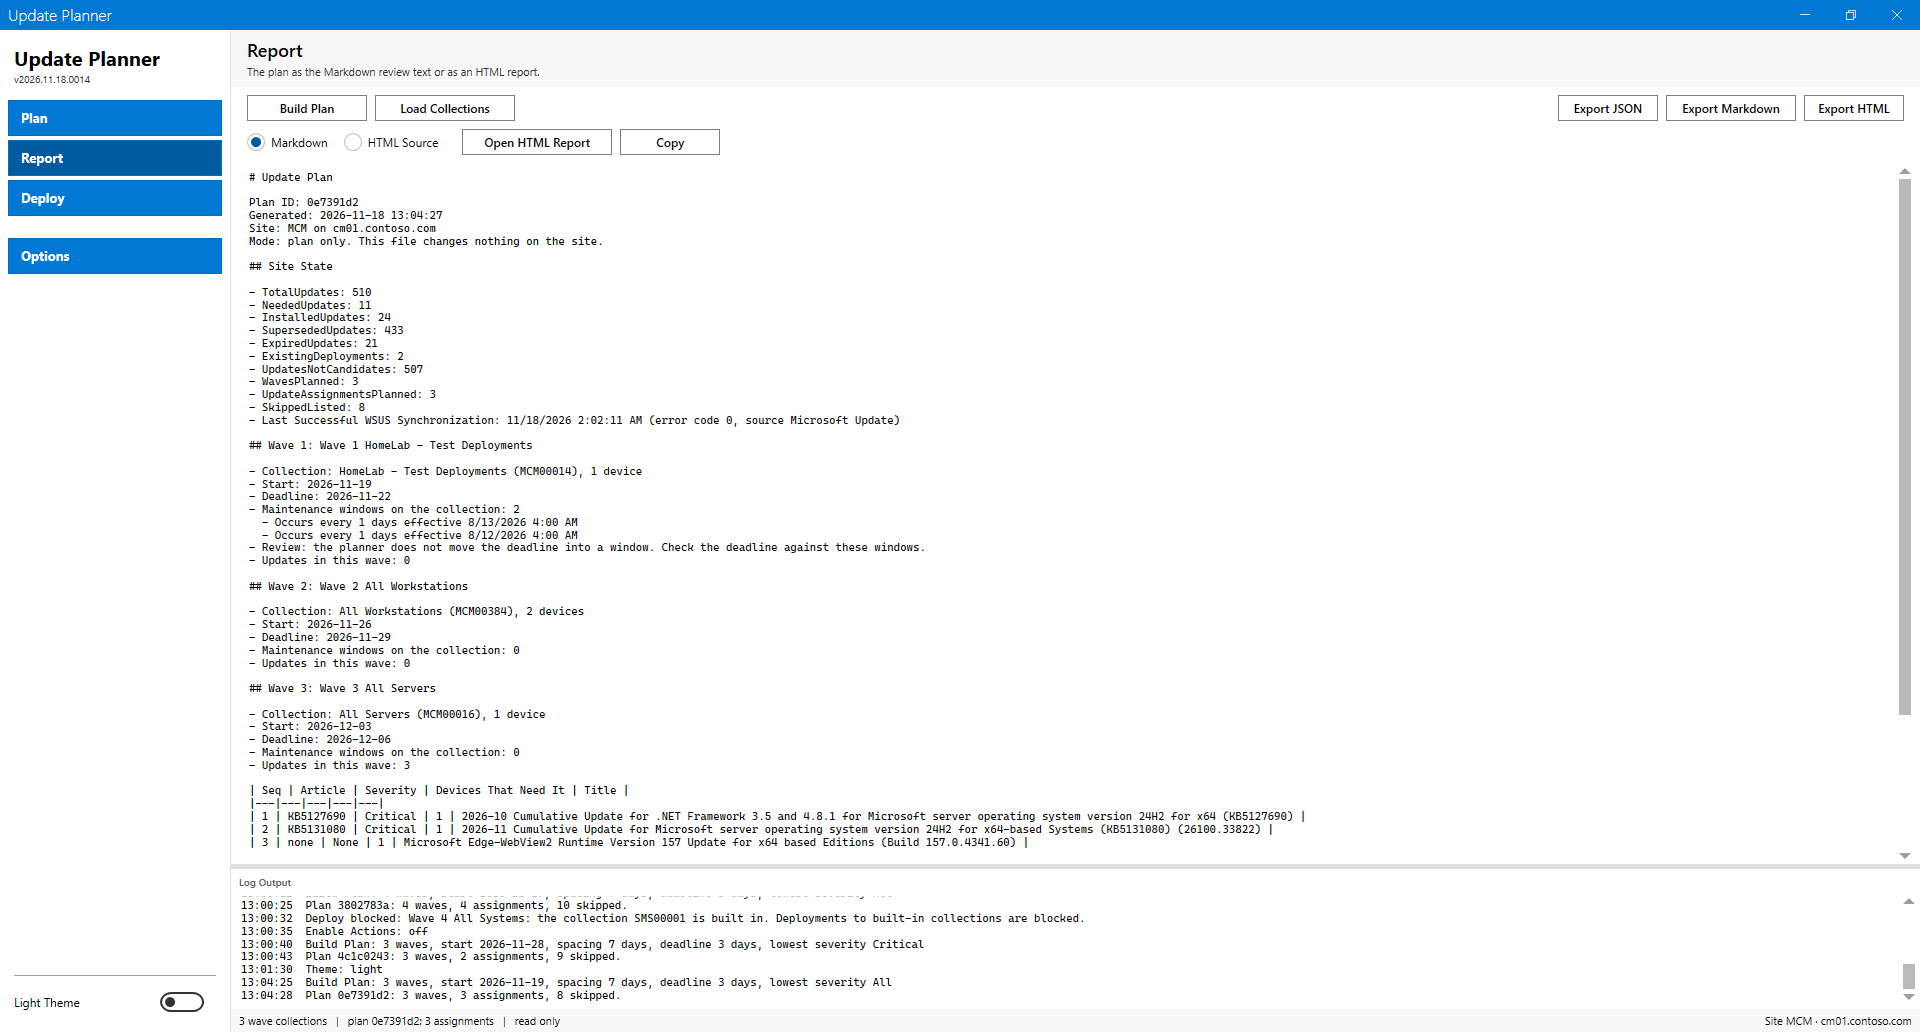 Update Planner
Update Planner
v2026.11.18.0014
Plan
Report
Deploy
Options
Light Theme
Report
The plan as the Markdown review text or as an HTML report.
Build Plan
Load Collections
Export JSON
Export Markdown
Export HTML
Markdown
HTML Source
Open HTML Report
Copy
# Update Plan
Plan ID: 0e7391d2
Generated: 2026-11-18 13:04:27
Site: MCM on cm01.contoso.com
Mode: plan only. This file changes nothing on the site.
## Site State
- TotalUpdates: 510
- NeededUpdates: 11
- InstalledUpdates: 24
- SupersededUpdates: 433
- ExpiredUpdates: 21
- ExistingDeployments: 2
- UpdatesNotCandidates: 507
- WavesPlanned: 3
- UpdateAssignmentsPlanned: 3
- SkippedListed: 8
- Last Successful WSUS Synchronization: 11/18/2026 2:02:11 AM (error code 0, source Microsoft Update)
## Wave 1: Wave 1 HomeLab - Test Deployments
- Collection: HomeLab - Test Deployments (MCM00014), 1 device
- Start: 2026-11-19
- Deadline: 2026-11-22
- Maintenance windows on the collection: 2
- Occurs every 1 days effective 8/13/2026 4:00 AM
- Occurs every 1 days effective 8/12/2026 4:00 AM
- Review: the planner does not move the deadline into a window. Check the deadline against these windows.
- Updates in this wave: 0
## Wave 2: Wave 2 All Workstations
- Collection: All Workstations (MCM00384), 2 devices
- Start: 2026-11-26
- Deadline: 2026-11-29
- Maintenance windows on the collection: 0
- Updates in this wave: 0
## Wave 3: Wave 3 All Servers
- Collection: All Servers (MCM00016), 1 device
- Start: 2026-12-03
- Deadline: 2026-12-06
- Maintenance windows on the collection: 0
- Updates in this wave: 3
| Seq | Article | Severity | Devices That Need It | Title |
|---|---|---|---|---|
| 1 | KB5127690 | Critical | 1 | 2026-10 Cumulative Update for .NET Framework 3.5 and 4.8.1 for Microsoft server operating system version 24H2 for x64 (KB5127690) |
| 2 | KB5131080 | Critical | 1 | 2026-11 Cumulative Update for Microsoft server operating system version 24H2 for x64-based Systems (KB5131080) (26100.33822) |
| 3 | none | None | 1 | Microsoft Edge-WebView2 Runtime Version 157 Update for x64 based Editions (Build 157.0.4341.60) |
Log Output
13:00:25 Plan 3802783a: 4 waves, 4 assignments, 10 skipped.
13:00:32 Deploy blocked: Wave 4 All Systems: the collection SMS00001 is built in. Deployments to built-in collections are blocked.
13:00:35 Enable Actions: off
13:00:40 Build Plan: 3 waves, start 2026-11-28, spacing 7 days, deadline 3 days, lowest severity Critical
13:00:43 Plan 4c1c0243: 3 waves, 2 assignments, 9 skipped.
13:01:30 Theme: light
13:04:25 Build Plan: 3 waves, start 2026-11-19, spacing 7 days, deadline 3 days, lowest severity All
13:04:28 Plan 0e7391d2: 3 waves, 3 assignments, 8 skipped.
3 wave collections | plan 0e7391d2: 3 assignments | read only
Site MCM · cm01.contoso.com